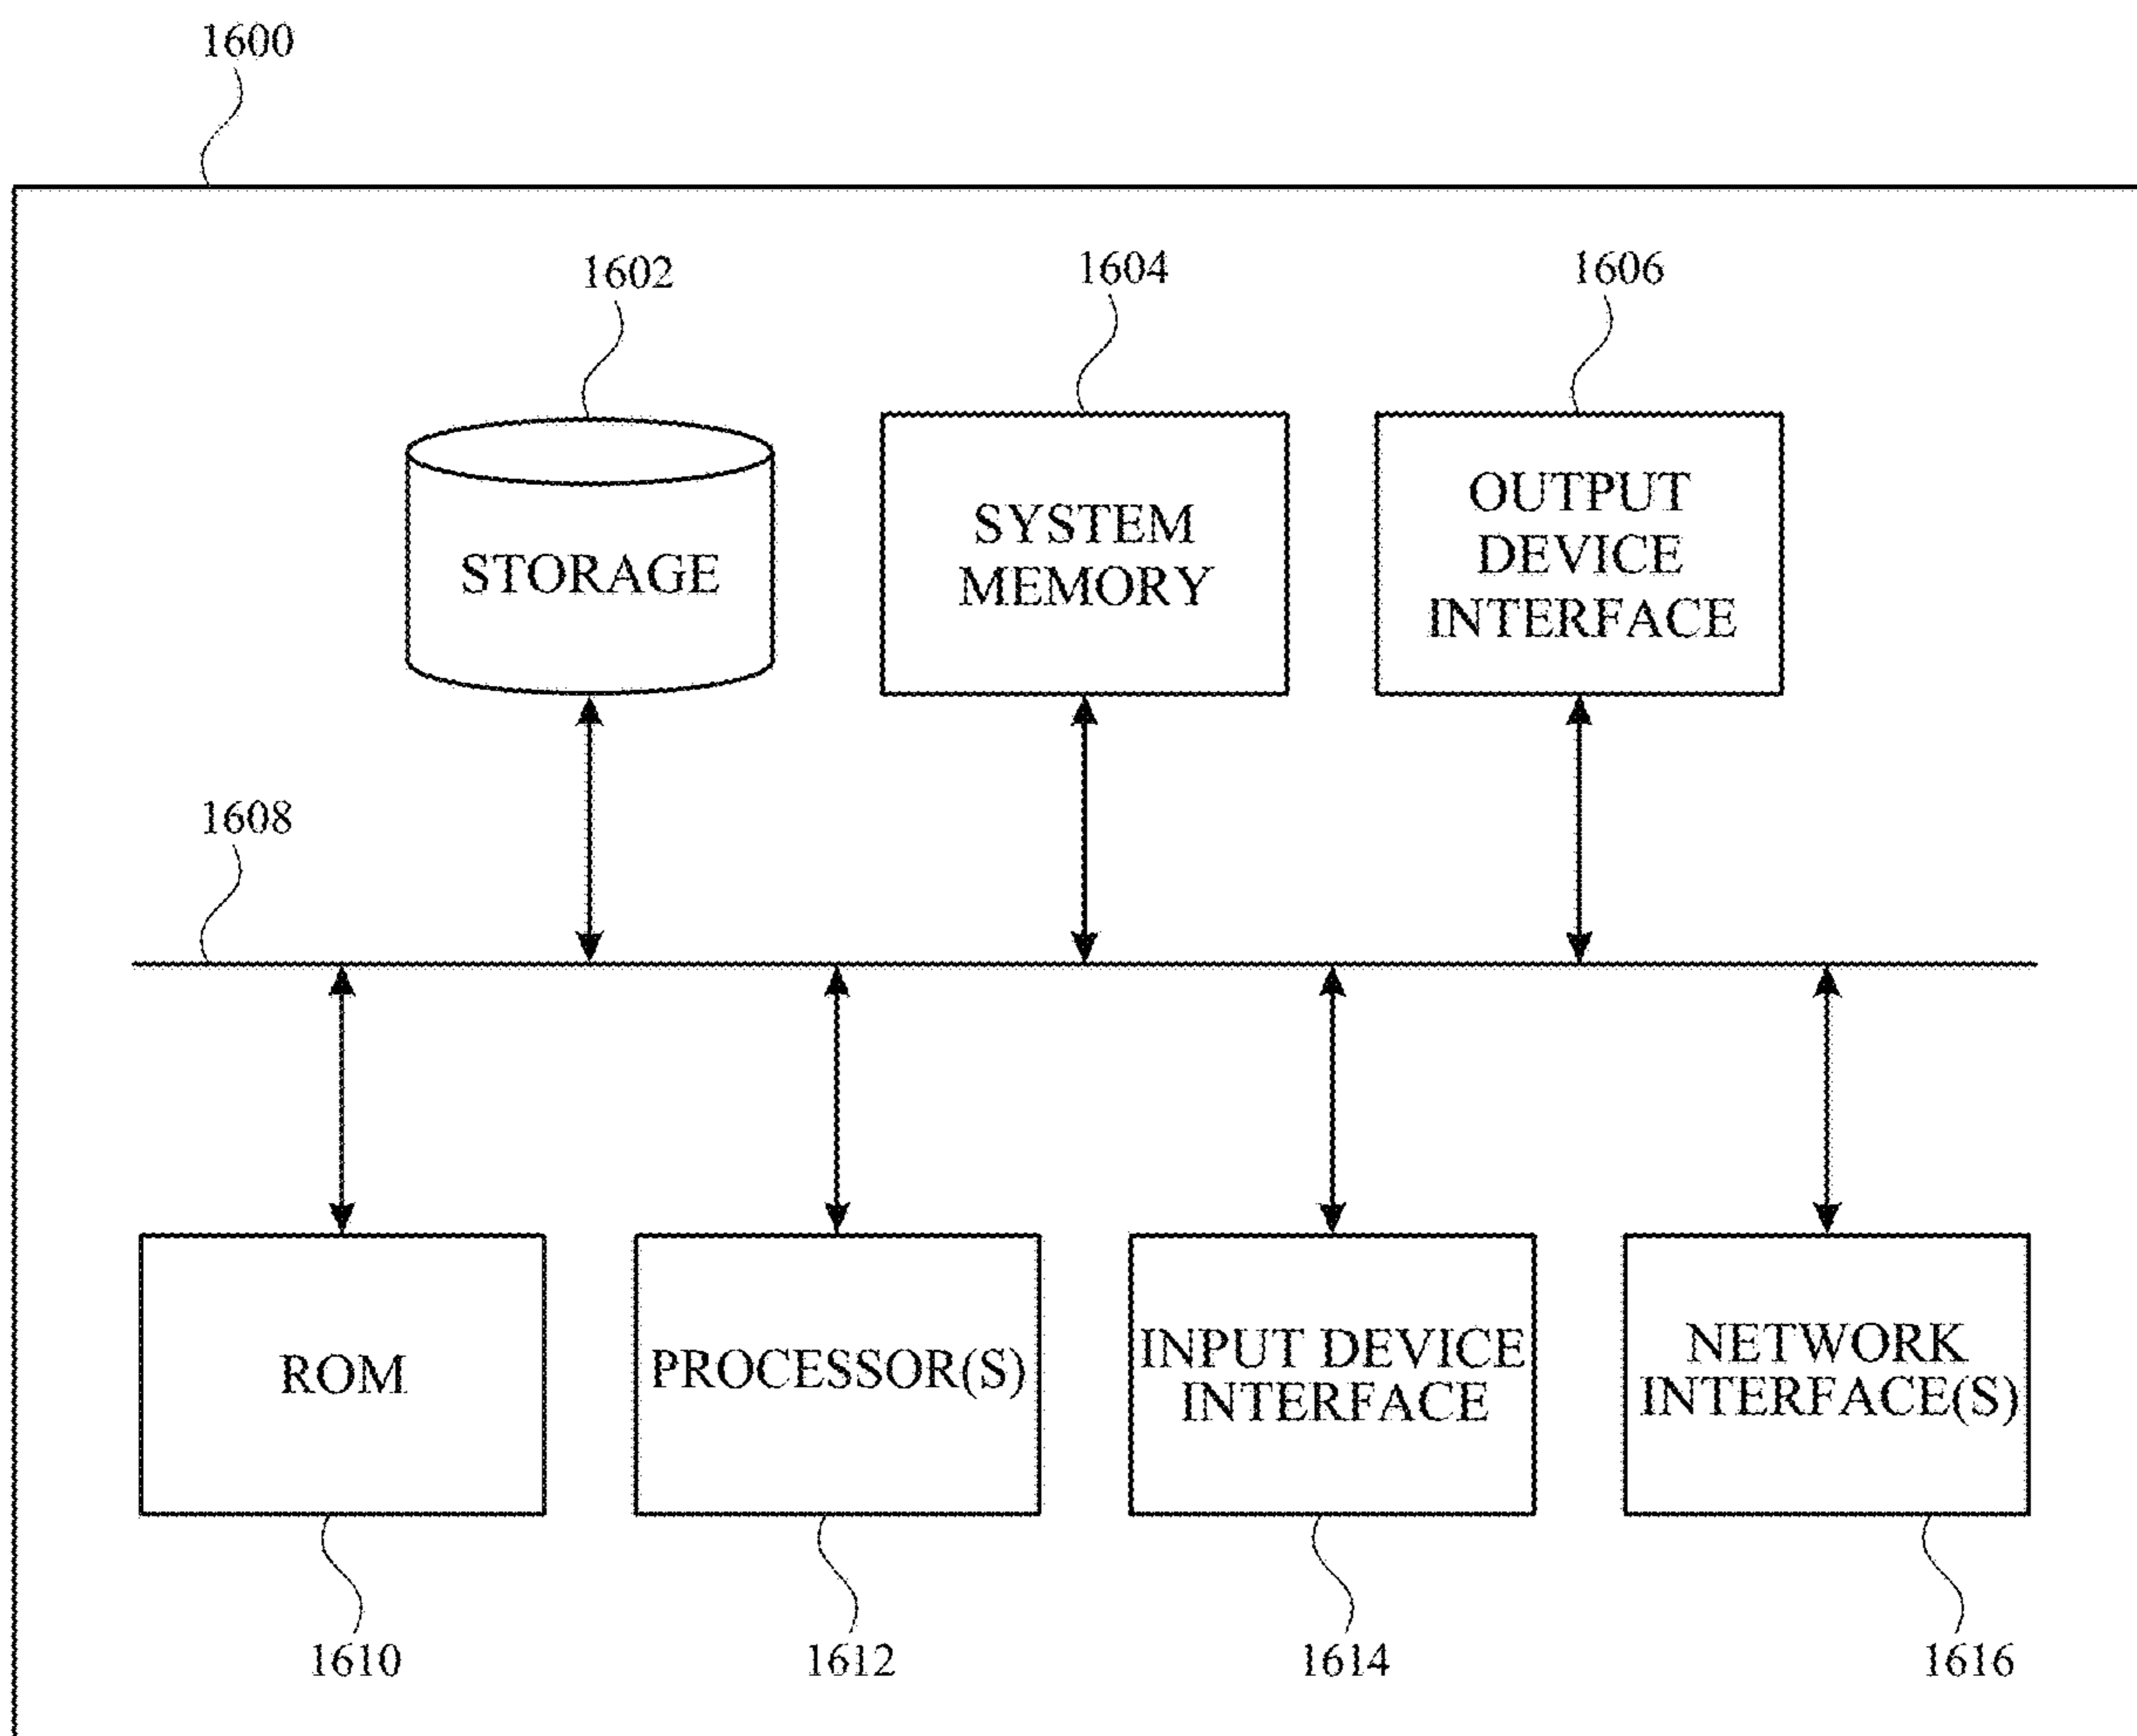 1600
1602
1604
1606
STORAGE
SYSTEM
MEMORY
OUTPUT
DEVICE
INTERFACE
1608
ROM
PROCESSOR(S)
INPUT DEVICE
INTERFACE
NETWORK
INTERFACE(S)
1610
1612
1614
1616